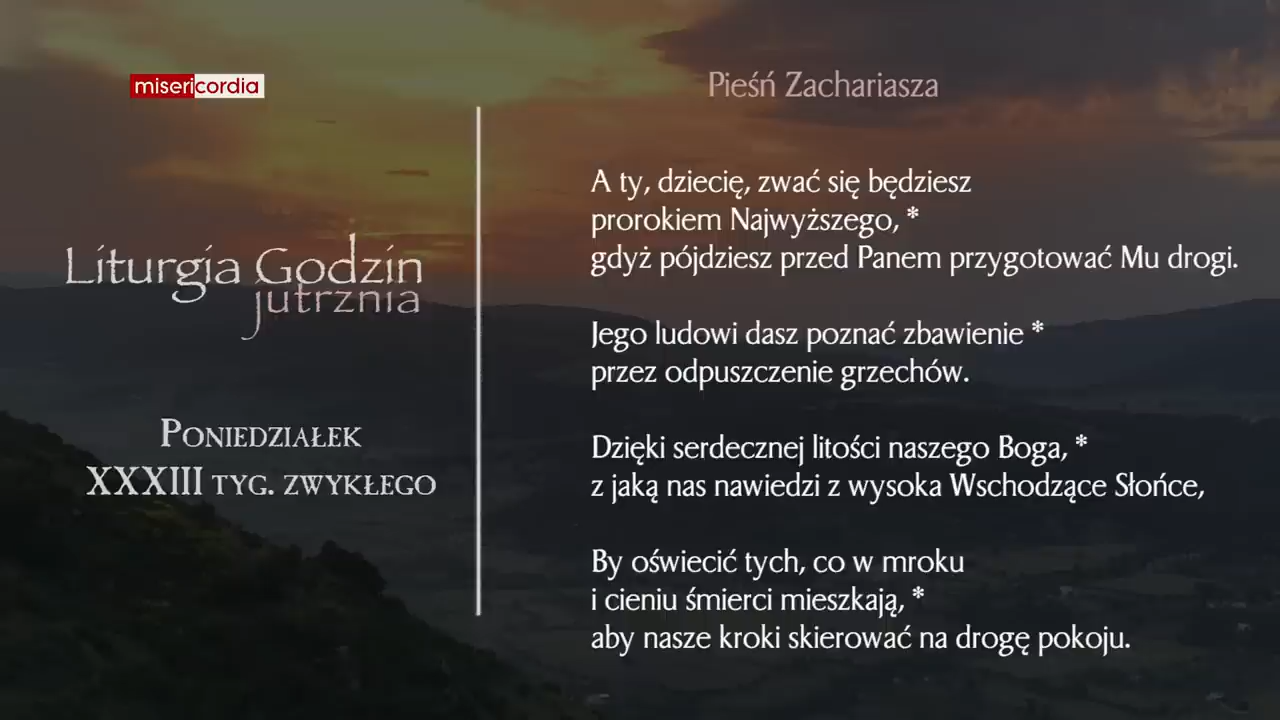 misericordia
Liturgia Godzin
jutrznia
Poniedziałek
XXXIII tyg. zwykłego
Pieśń Zachariasza
A ty, dziecię, zwać się będziesz
prorokiem Najwyższego, *
gdyż pójdziesz przed Panem przygotować Mu drogi.
Jego ludowi dasz poznać zbawienie *
przez odpuszczenie grzechów.
Dzięki serdecznej litości naszego Boga, *
z jaką nas nawiedzi z wysoka Wschodzące Słońce,
By oświecić tych, co w mroku
i cieniu śmierci mieszkają, *
aby nasze kroki skierować na drogę pokoju.